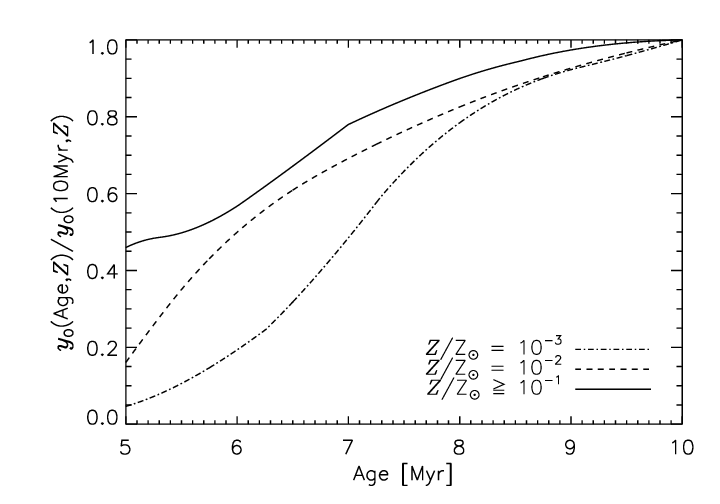 1.0
0.8
0.6
0.4
0.2
0.0
y₀(Age,Z)/y₀(10Myr,Z)
Z/Z⊙ = 10⁻³
Z/Z⊙ = 10⁻²
Z/Z⊙ ≧ 10⁻¹
5 6 7 8 9 10
Age [Myr]